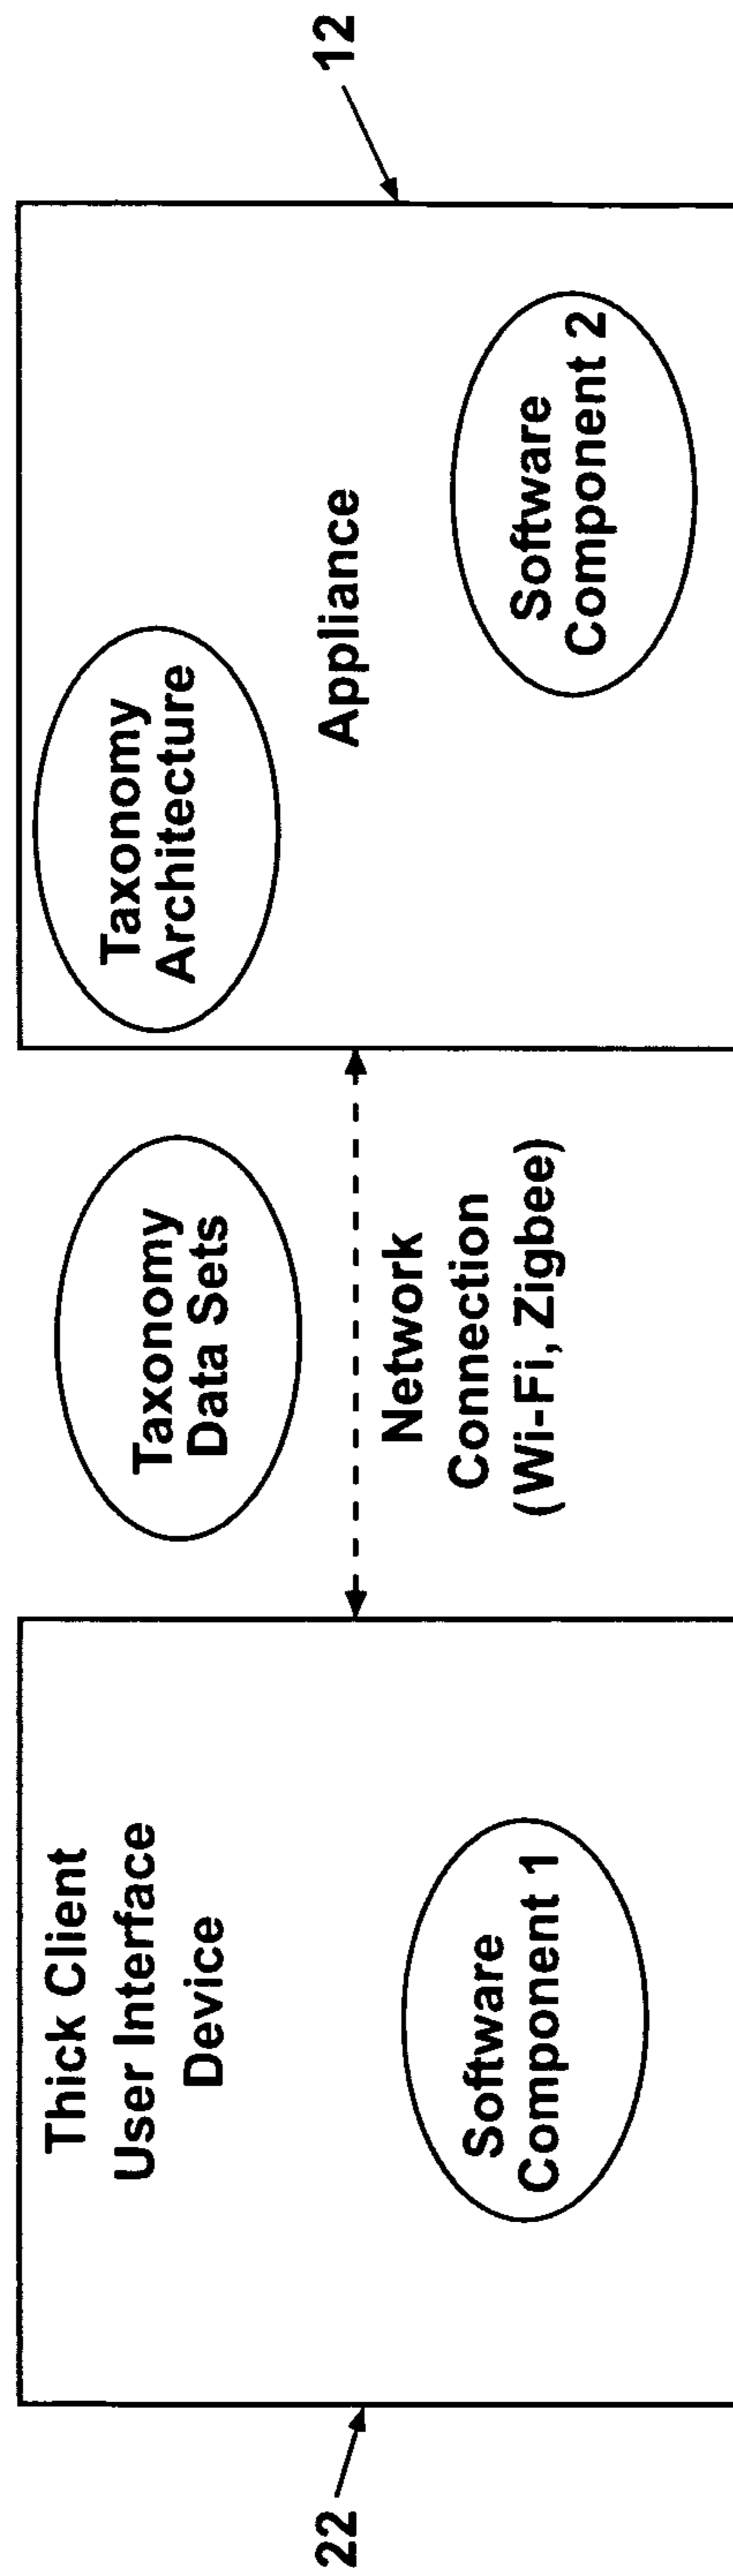 Thick Client
User Interface
Device
Software
Component 1
22
Taxonomy
Data Sets
Network
Connection
(Wi-Fi, Zigbee)
Taxonomy
Architecture
Appliance
Software
Component 2
12